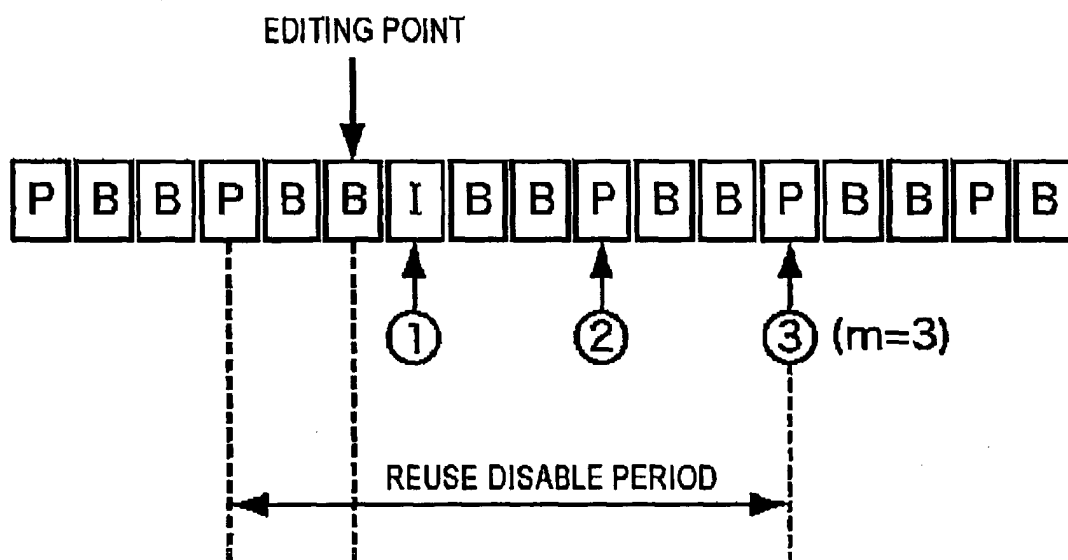 EDITING POINT
P B B P B B I B B P B B P B B P B
① ② ③ (m=3)
REUSE DISABLE PERIOD